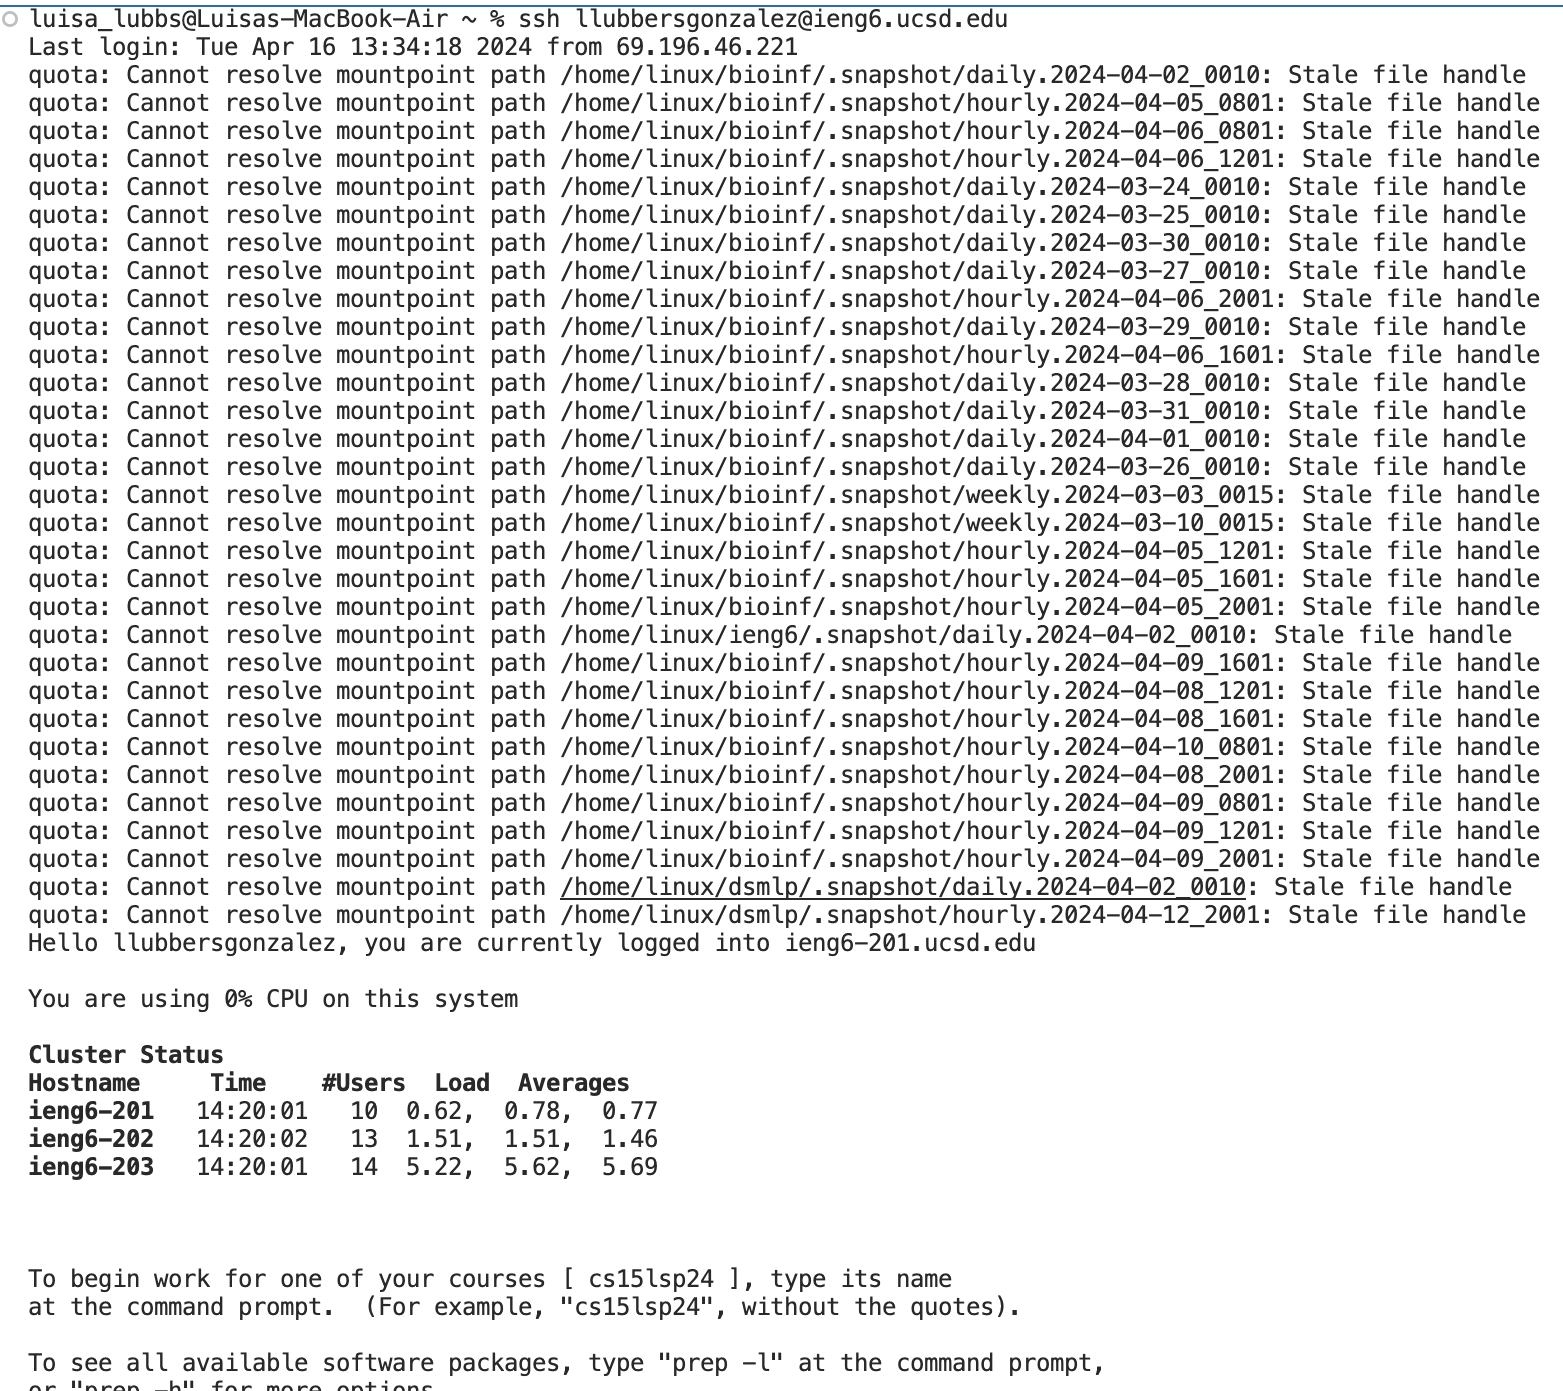 luisa_lubbs@Luisas-MacBook-Air ~ % ssh llubbersgonzalez@ieng6.ucsd.edu
Last login: Tue Apr 16 13:34:18 2024 from 69.196.46.221
quota: Cannot resolve mountpoint path /home/linux/bioinf/.snapshot/daily.2024-04-02_0010: Stale file handle
quota: Cannot resolve mountpoint path /home/linux/bioinf/.snapshot/hourly.2024-04-05_0801: Stale file handle
quota: Cannot resolve mountpoint path /home/linux/bioinf/.snapshot/hourly.2024-04-06_0801: Stale file handle
quota: Cannot resolve mountpoint path /home/linux/bioinf/.snapshot/hourly.2024-04-06_1201: Stale file handle
quota: Cannot resolve mountpoint path /home/linux/bioinf/.snapshot/daily.2024-03-24_0010: Stale file handle
quota: Cannot resolve mountpoint path /home/linux/bioinf/.snapshot/daily.2024-03-25_0010: Stale file handle
quota: Cannot resolve mountpoint path /home/linux/bioinf/.snapshot/daily.2024-03-30_0010: Stale file handle
quota: Cannot resolve mountpoint path /home/linux/bioinf/.snapshot/daily.2024-03-27_0010: Stale file handle
quota: Cannot resolve mountpoint path /home/linux/bioinf/.snapshot/hourly.2024-04-06_2001: Stale file handle
quota: Cannot resolve mountpoint path /home/linux/bioinf/.snapshot/daily.2024-03-29_0010: Stale file handle
quota: Cannot resolve mountpoint path /home/linux/bioinf/.snapshot/hourly.2024-04-06_1601: Stale file handle
quota: Cannot resolve mountpoint path /home/linux/bioinf/.snapshot/daily.2024-03-28_0010: Stale file handle
quota: Cannot resolve mountpoint path /home/linux/bioinf/.snapshot/daily.2024-03-31_0010: Stale file handle
quota: Cannot resolve mountpoint path /home/linux/bioinf/.snapshot/daily.2024-04-01_0010: Stale file handle
quota: Cannot resolve mountpoint path /home/linux/bioinf/.snapshot/daily.2024-03-26_0010: Stale file handle
quota: Cannot resolve mountpoint path /home/linux/bioinf/.snapshot/weekly.2024-03-03_0015: Stale file handle
quota: Cannot resolve mountpoint path /home/linux/bioinf/.snapshot/weekly.2024-03-10_0015: Stale file handle
quota: Cannot resolve mountpoint path /home/linux/bioinf/.snapshot/hourly.2024-04-05_1201: Stale file handle
quota: Cannot resolve mountpoint path /home/linux/bioinf/.snapshot/hourly.2024-04-05_1601: Stale file handle
quota: Cannot resolve mountpoint path /home/linux/bioinf/.snapshot/hourly.2024-04-05_2001: Stale file handle
quota: Cannot resolve mountpoint path /home/linux/ieng6/.snapshot/daily.2024-04-02_0010: Stale file handle
quota: Cannot resolve mountpoint path /home/linux/bioinf/.snapshot/hourly.2024-04-09_1601: Stale file handle
quota: Cannot resolve mountpoint path /home/linux/bioinf/.snapshot/hourly.2024-04-08_1201: Stale file handle
quota: Cannot resolve mountpoint path /home/linux/bioinf/.snapshot/hourly.2024-04-08_1601: Stale file handle
quota: Cannot resolve mountpoint path /home/linux/bioinf/.snapshot/hourly.2024-04-10_0801: Stale file handle
quota: Cannot resolve mountpoint path /home/linux/bioinf/.snapshot/hourly.2024-04-08_2001: Stale file handle
quota: Cannot resolve mountpoint path /home/linux/bioinf/.snapshot/hourly.2024-04-09_0801: Stale file handle
quota: Cannot resolve mountpoint path /home/linux/bioinf/.snapshot/hourly.2024-04-09_1201: Stale file handle
quota: Cannot resolve mountpoint path /home/linux/bioinf/.snapshot/hourly.2024-04-09_2001: Stale file handle
quota: Cannot resolve mountpoint path /home/linux/dsmlp/.snapshot/daily.2024-04-02_0010: Stale file handle
quota: Cannot resolve mountpoint path /home/linux/dsmlp/.snapshot/hourly.2024-04-12_2001: Stale file handle
Hello llubbersgonzalez, you are currently logged into ieng6-201.ucsd.edu
You are using 0% CPU on this system
Cluster Status
Hostname     Time    #Users  Load  Averages
ieng6-201   14:20:01   10  0.62,  0.78,  0.77
ieng6-202   14:20:02   13  1.51,  1.51,  1.46
ieng6-203   14:20:01   14  5.22,  5.62,  5.69
To begin work for one of your courses [ cs15lsp24 ], type its name
at the command prompt.  (For example, "cs15lsp24", without the quotes).
To see all available software packages, type "prep -l" at the command prompt,
or "prep -h" for more options